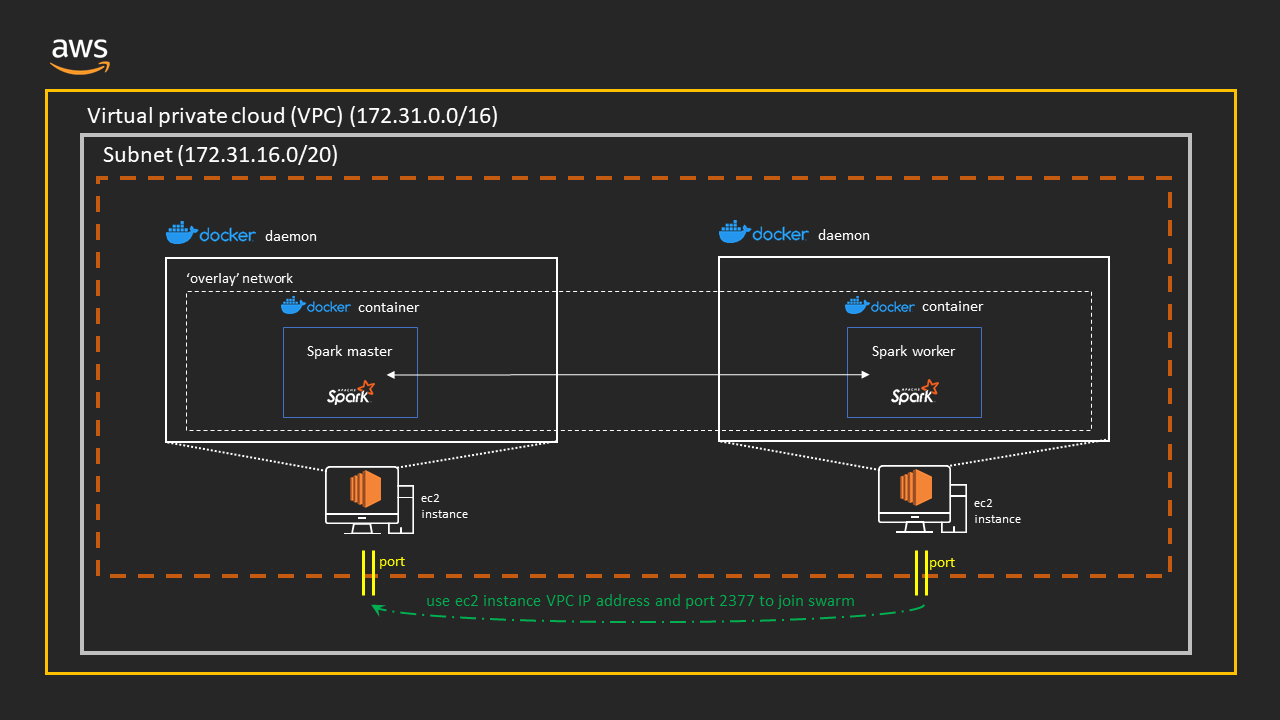 aws
Virtual private cloud (VPC) (172.31.0.0/16)
Subnet (172.31.16.0/20)
docker daemon
docker daemon
'overlay' network
docker container
docker container
Spark master
Spark worker
APACHE
Spark
APACHE
Spark
ec2
instance
ec2
instance
port
port
use ec2 instance VPC IP address and port 2377 to join swarm